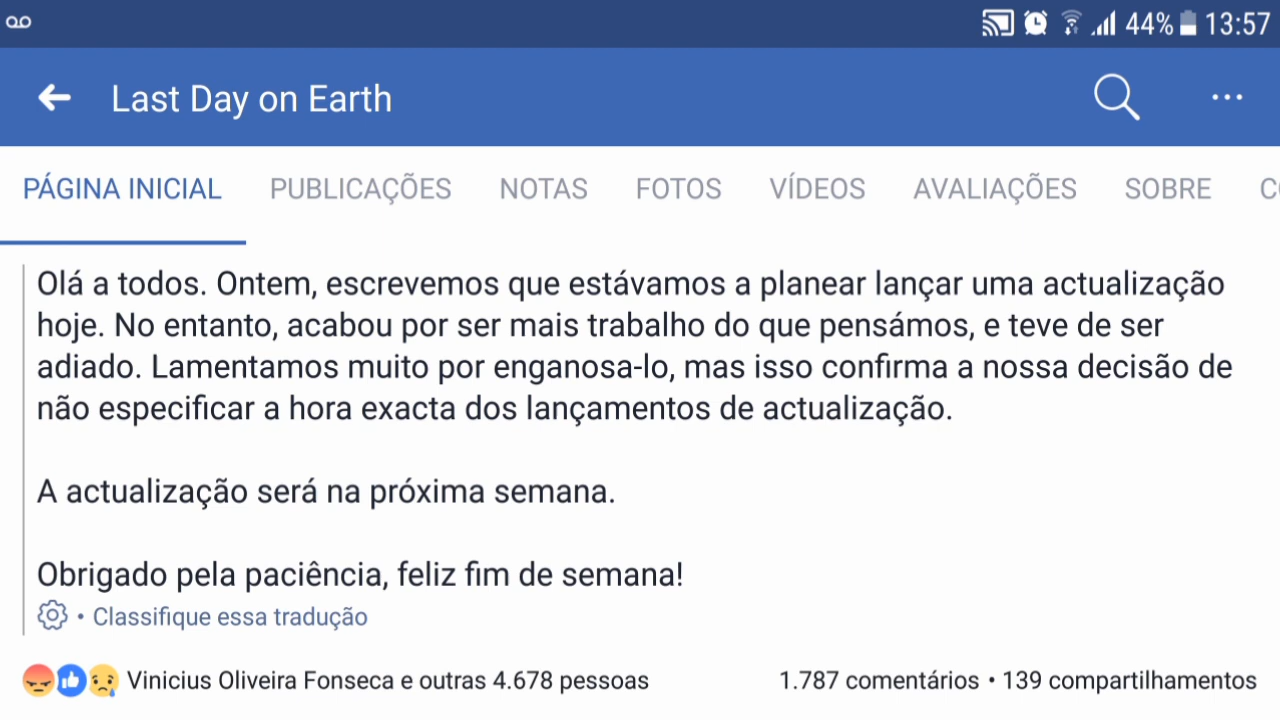 44% 13:57
Last Day on Earth
PÁGINA INICIAL PUBLICAÇÕES NOTAS FOTOS VÍDEOS AVALIAÇÕES SOBRE
Olá a todos. Ontem, escrevemos que estávamos a planear lançar uma actualização
hoje. No entanto, acabou por ser mais trabalho do que pensámos, e teve de ser
adiado. Lamentamos muito por enganosa-lo, mas isso confirma a nossa decisão de
não especificar a hora exacta dos lançamentos de actualização.
A actualização será na próxima semana.
Obrigado pela paciência, feliz fim de semana!
• Classifique essa tradução
Vinicius Oliveira Fonseca e outras 4.678 pessoas 1.787 comentários • 139 compartilhamentos